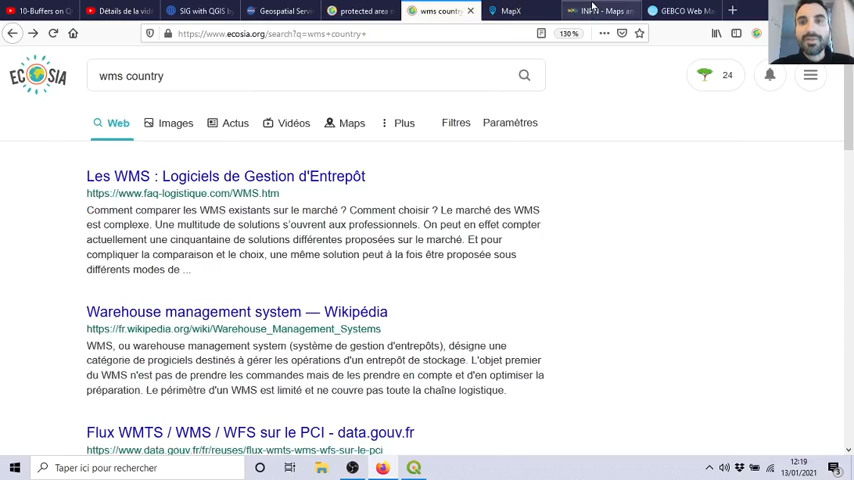 10-Buffers on Q
Détails de la vid
SIG with QGIS by
Geospatial Servi
protected area
wms country
MapX
INPN - Maps an
GEBCO Web Ma
https://www.ecosia.org/search?q=wms+country+
130 %
ECOSIA
wms country
24
Web
Images
Actus
Vidéos
Maps
Plus
Filtres
Paramètres
Les WMS : Logiciels de Gestion d'Entrepôt
https://www.faq-logistique.com/WMS.htm
Comment comparer les WMS existants sur le marché ? Comment choisir ? Le marché des WMS
est complexe. Une multitude de solutions s'ouvrent aux professionnels. On peut en effet compter
actuellement une cinquantaine de solutions différentes proposées sur le marché. Et pour
compliquer la comparaison et le choix, une même solution peut à la fois être proposée sous
différents modes de ...
Warehouse management system — Wikipédia
https://fr.wikipedia.org/wiki/Warehouse_Management_Systems
WMS, ou warehouse management system (système de gestion d'entrepôts), désigne une
catégorie de progiciels destinés à gérer les opérations d'un entrepôt de stockage. L'objet premier
du WMS n'est pas de prendre les commandes mais de les prendre en compte et d'en optimiser la
préparation. Le périmètre d'un WMS est limité et ne couvre pas toute la chaîne logistique.
Flux WMTS / WMS / WFS sur le PCI - data.gouv.fr
https://www.data.gouv.fr/fr/reuses/flux-wmts-wms-wfs-sur-le-pci
Taper ici pour rechercher
12:19
13/01/2021
3